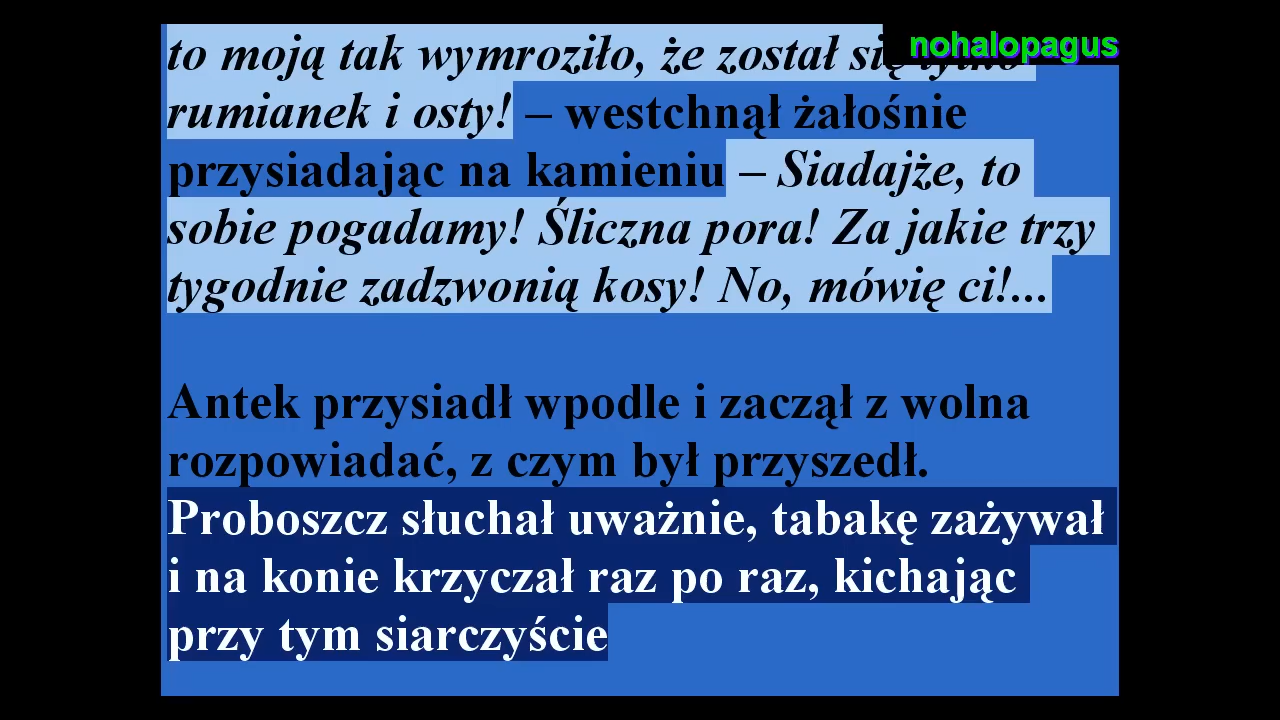 nohalopagus
to moją tak wymroziło, że został się tylko
rumianek i osty! – westchnął żałośnie
przysiadając na kamieniu – Siadajże, to
sobie pogadamy! Śliczna pora! Za jakie trzy
tygodnie zadzwonią kosy! No, mówię ci!...
Antek przysiadł wpodle i zaczął z wolna
rozpowiadać, z czym był przyszedł.
Proboszcz słuchał uważnie, tabakę zażywał
i na konie krzyczał raz po raz, kichając
przy tym siarczyście